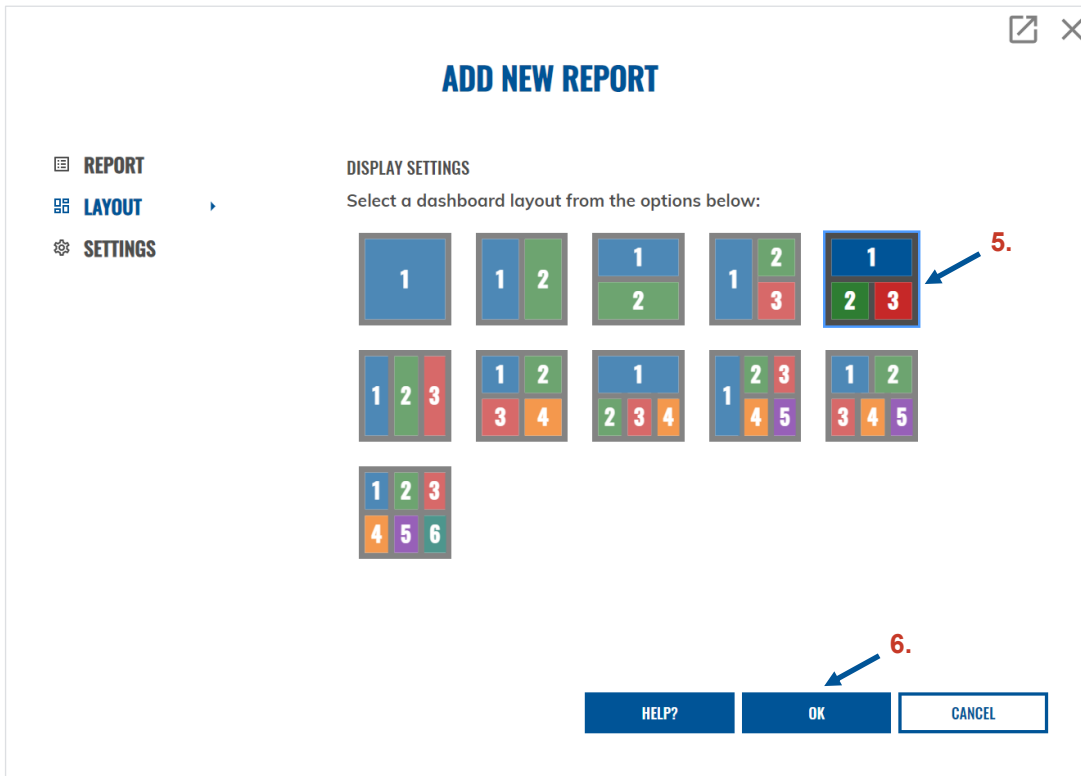 ADD NEW REPORT
REPORT
LAYOUT
SETTINGS
DISPLAY SETTINGS
Select a dashboard layout from the options below:
1
1 2
1
2
1 2
3
1
2 3
5.
1 2 3
1 2
3 4
1
2 3 4
1 2 3
4 5
1 2
3 4 5
1 2 3
4 5 6
6.
HELP?
OK
CANCEL